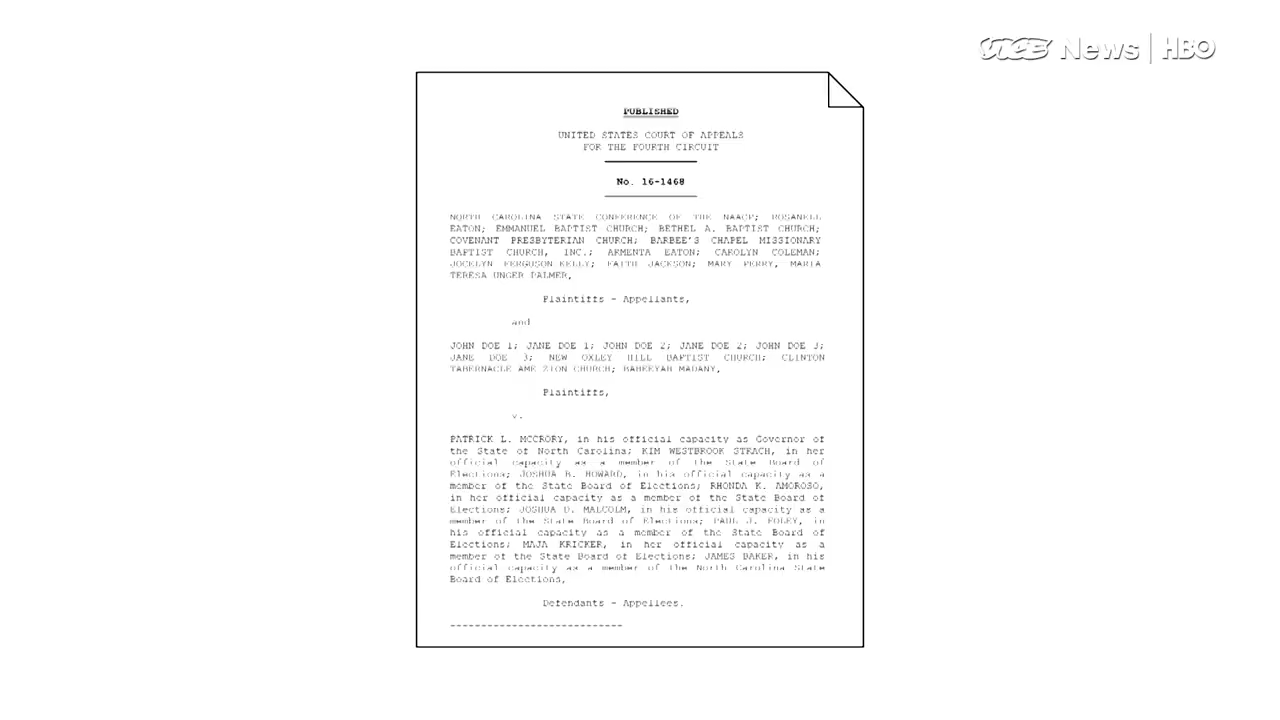 VICE News | HBO
PUBLISHED
UNITED STATES COURT OF APPEALS
FOR THE FOURTH CIRCUIT
No. 16-1468
NORTH CAROLINA STATE CONFERENCE OF THE NAACP; ROSANELL
EATON; EMMANUEL BAPTIST CHURCH; BETHEL A. BAPTIST CHURCH;
COVENANT PRESBYTERIAN CHURCH; BARBEE'S CHAPEL MISSIONARY
BAPTIST CHURCH, INC.; ARMENTA EATON; CAROLYN COLEMAN;
JOCELYN FERGUSON-KELLY; FAITH JACKSON; MARY PERRY, MARIA
TERESA UNGER PALMER,
Plaintiffs - Appellants,
and
JOHN DOE 1; JANE DOE 1; JOHN DOE 2; JANE DOE 2; JOHN DOE 3;
JANE DOE 3; NEW OXLEY HILL BAPTIST CHURCH; CLINTON
TABERNACLE AME ZION CHURCH; BAHEEYAH MADANY,
Plaintiffs,
v.
PATRICK L. MCCRORY, in his official capacity as Governor of
the State of North Carolina; KIM WESTBROOK STRACH, in her
official capacity as a member of the State Board of
Elections; JOSHUA B. HOWARD, in his official capacity as a
member of the State Board of Elections; RHONDA K. AMOROSO,
in her official capacity as a member of the State Board of
Elections; JOSHUA D. MALCOLM, in his official capacity as a
member of the State Board of Elections; PAUL J. FOLEY, in
his official capacity as a member of the State Board of
Elections; MAJA KRICKER, in her official capacity as a
member of the State Board of Elections; JAMES BAKER, in his
official capacity as a member of the North Carolina State
Board of Elections,
Defendants - Appellees.
----------------------------